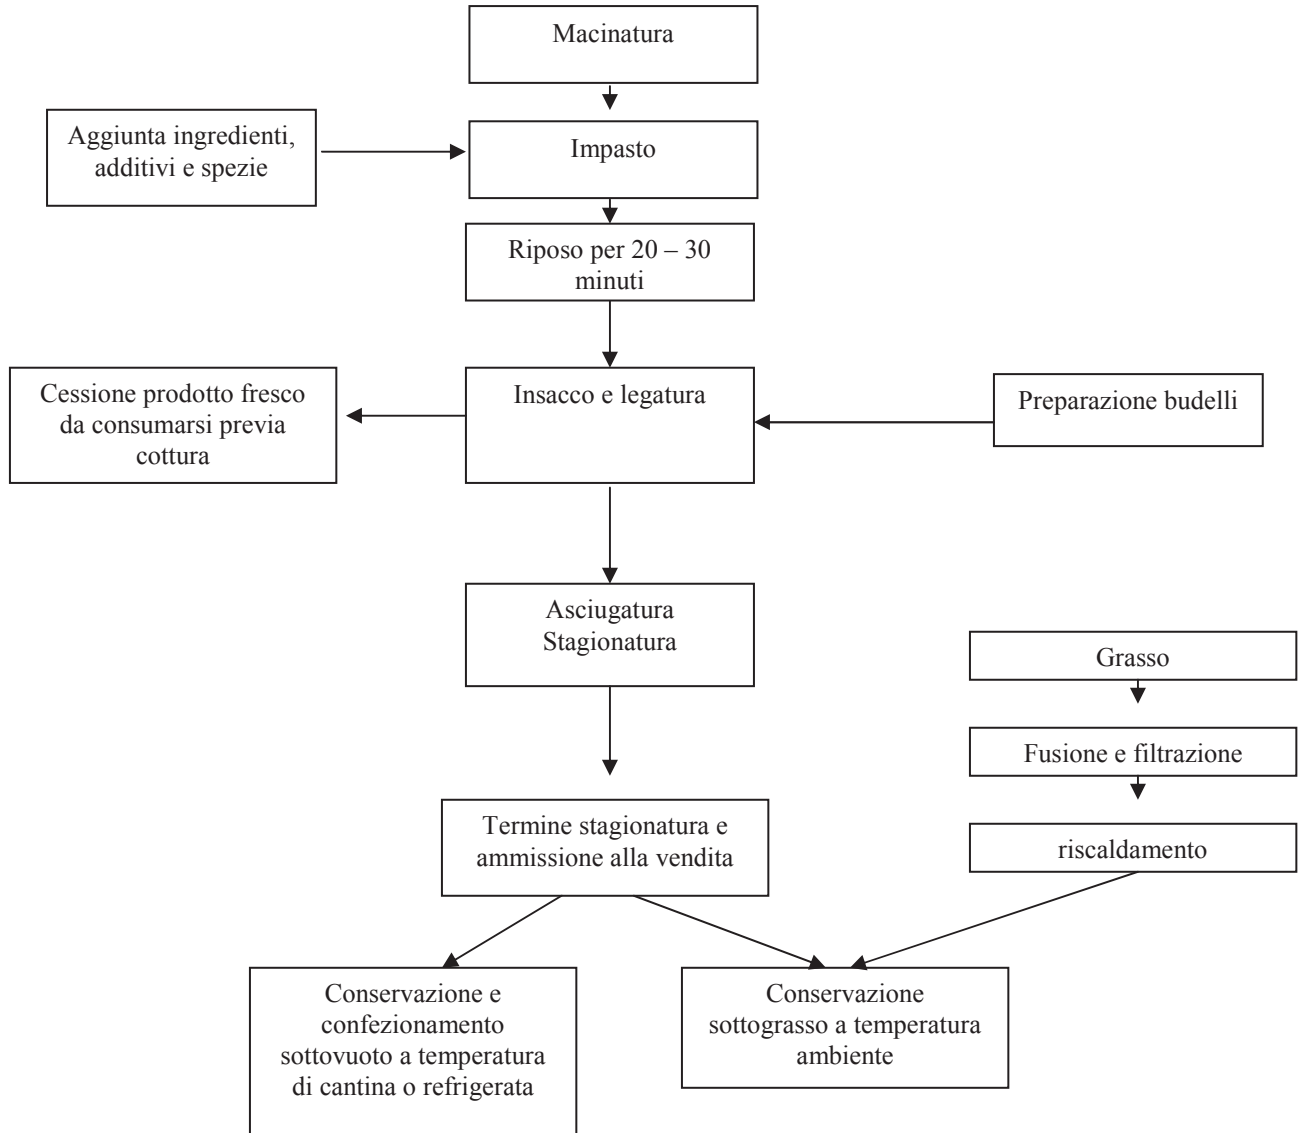 Macinatura
Aggiunta ingredienti,
additivi e spezie
Impasto
Riposo per 20 – 30
minuti
Cessione prodotto fresco
da consumarsi previa
cottura
Insacco e legatura
Preparazione budelli
Asciugatura
Stagionatura
Grasso
Fusione e filtrazione
riscaldamento
Termine stagionatura e
ammissione alla vendita
Conservazione e
confezionamento
sottovuoto a temperatura
di cantina o refrigerata
Conservazione
sottograsso a temperatura
ambiente